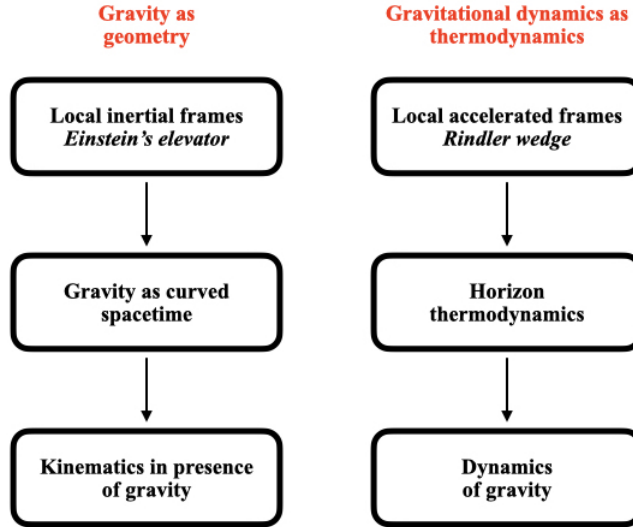 Gravity as
geometry
Local inertial frames
Einstein's elevator
Gravity as curved
spacetime
Kinematics in presence
of gravity
Gravitational dynamics as
thermodynamics
Local accelerated frames
Rindler wedge
Horizon
thermodynamics
Dynamics
of gravity